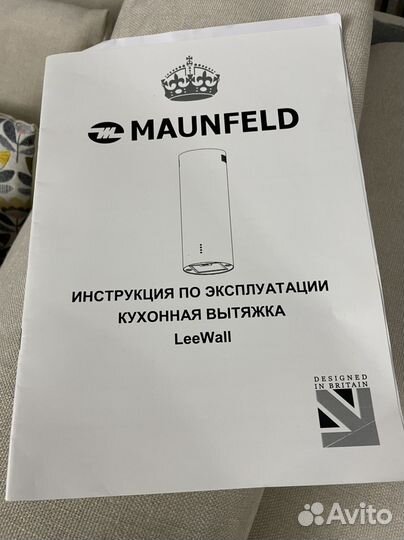 MAUNFELD
ИНСТРУКЦИЯ ПО ЭКСПЛУАТАЦИИ
КУХОННАЯ ВЫТЯЖКА
LeeWall
DESIGNED
IN BRITAIN
Avito